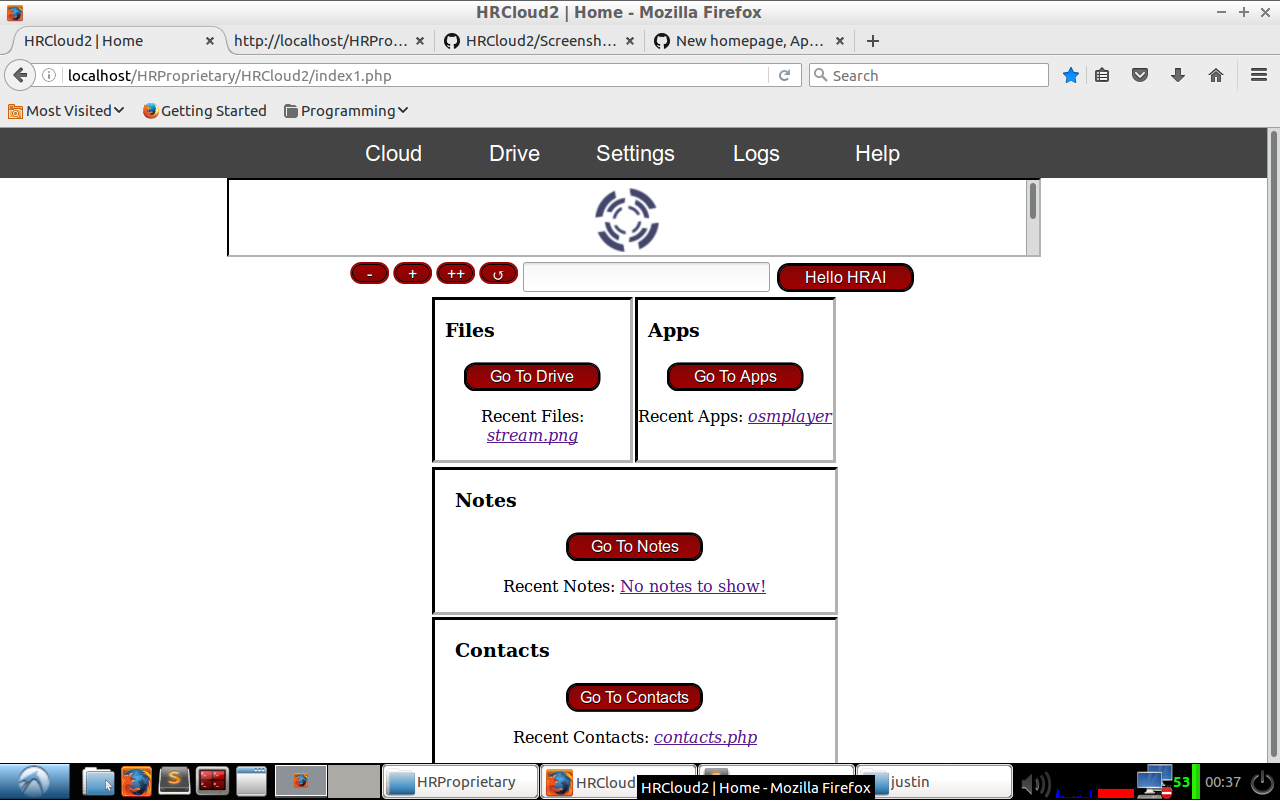 HRCloud2 | Home - Mozilla Firefox
HRCloud2 | Home
http://localhost/HRPro...
HRCloud2/Screensh...
New homepage, Ap...
localhost/HRProprietary/HRCloud2/index1.php
Search
Most Visited
Getting Started
Programming
Cloud Drive Settings Logs Help
- + ++ ↺ Hello HRAI
Files
Go To Drive
Recent Files:
stream.png
Apps
Go To Apps
Recent Apps: osmplayer
Notes
Go To Notes
Recent Notes: No notes to show!
Contacts
Go To Contacts
Recent Contacts: contacts.php
HRProprietary
HRCloud
HRCloud2 | Home - Mozilla Firefox
justin
53
00:37